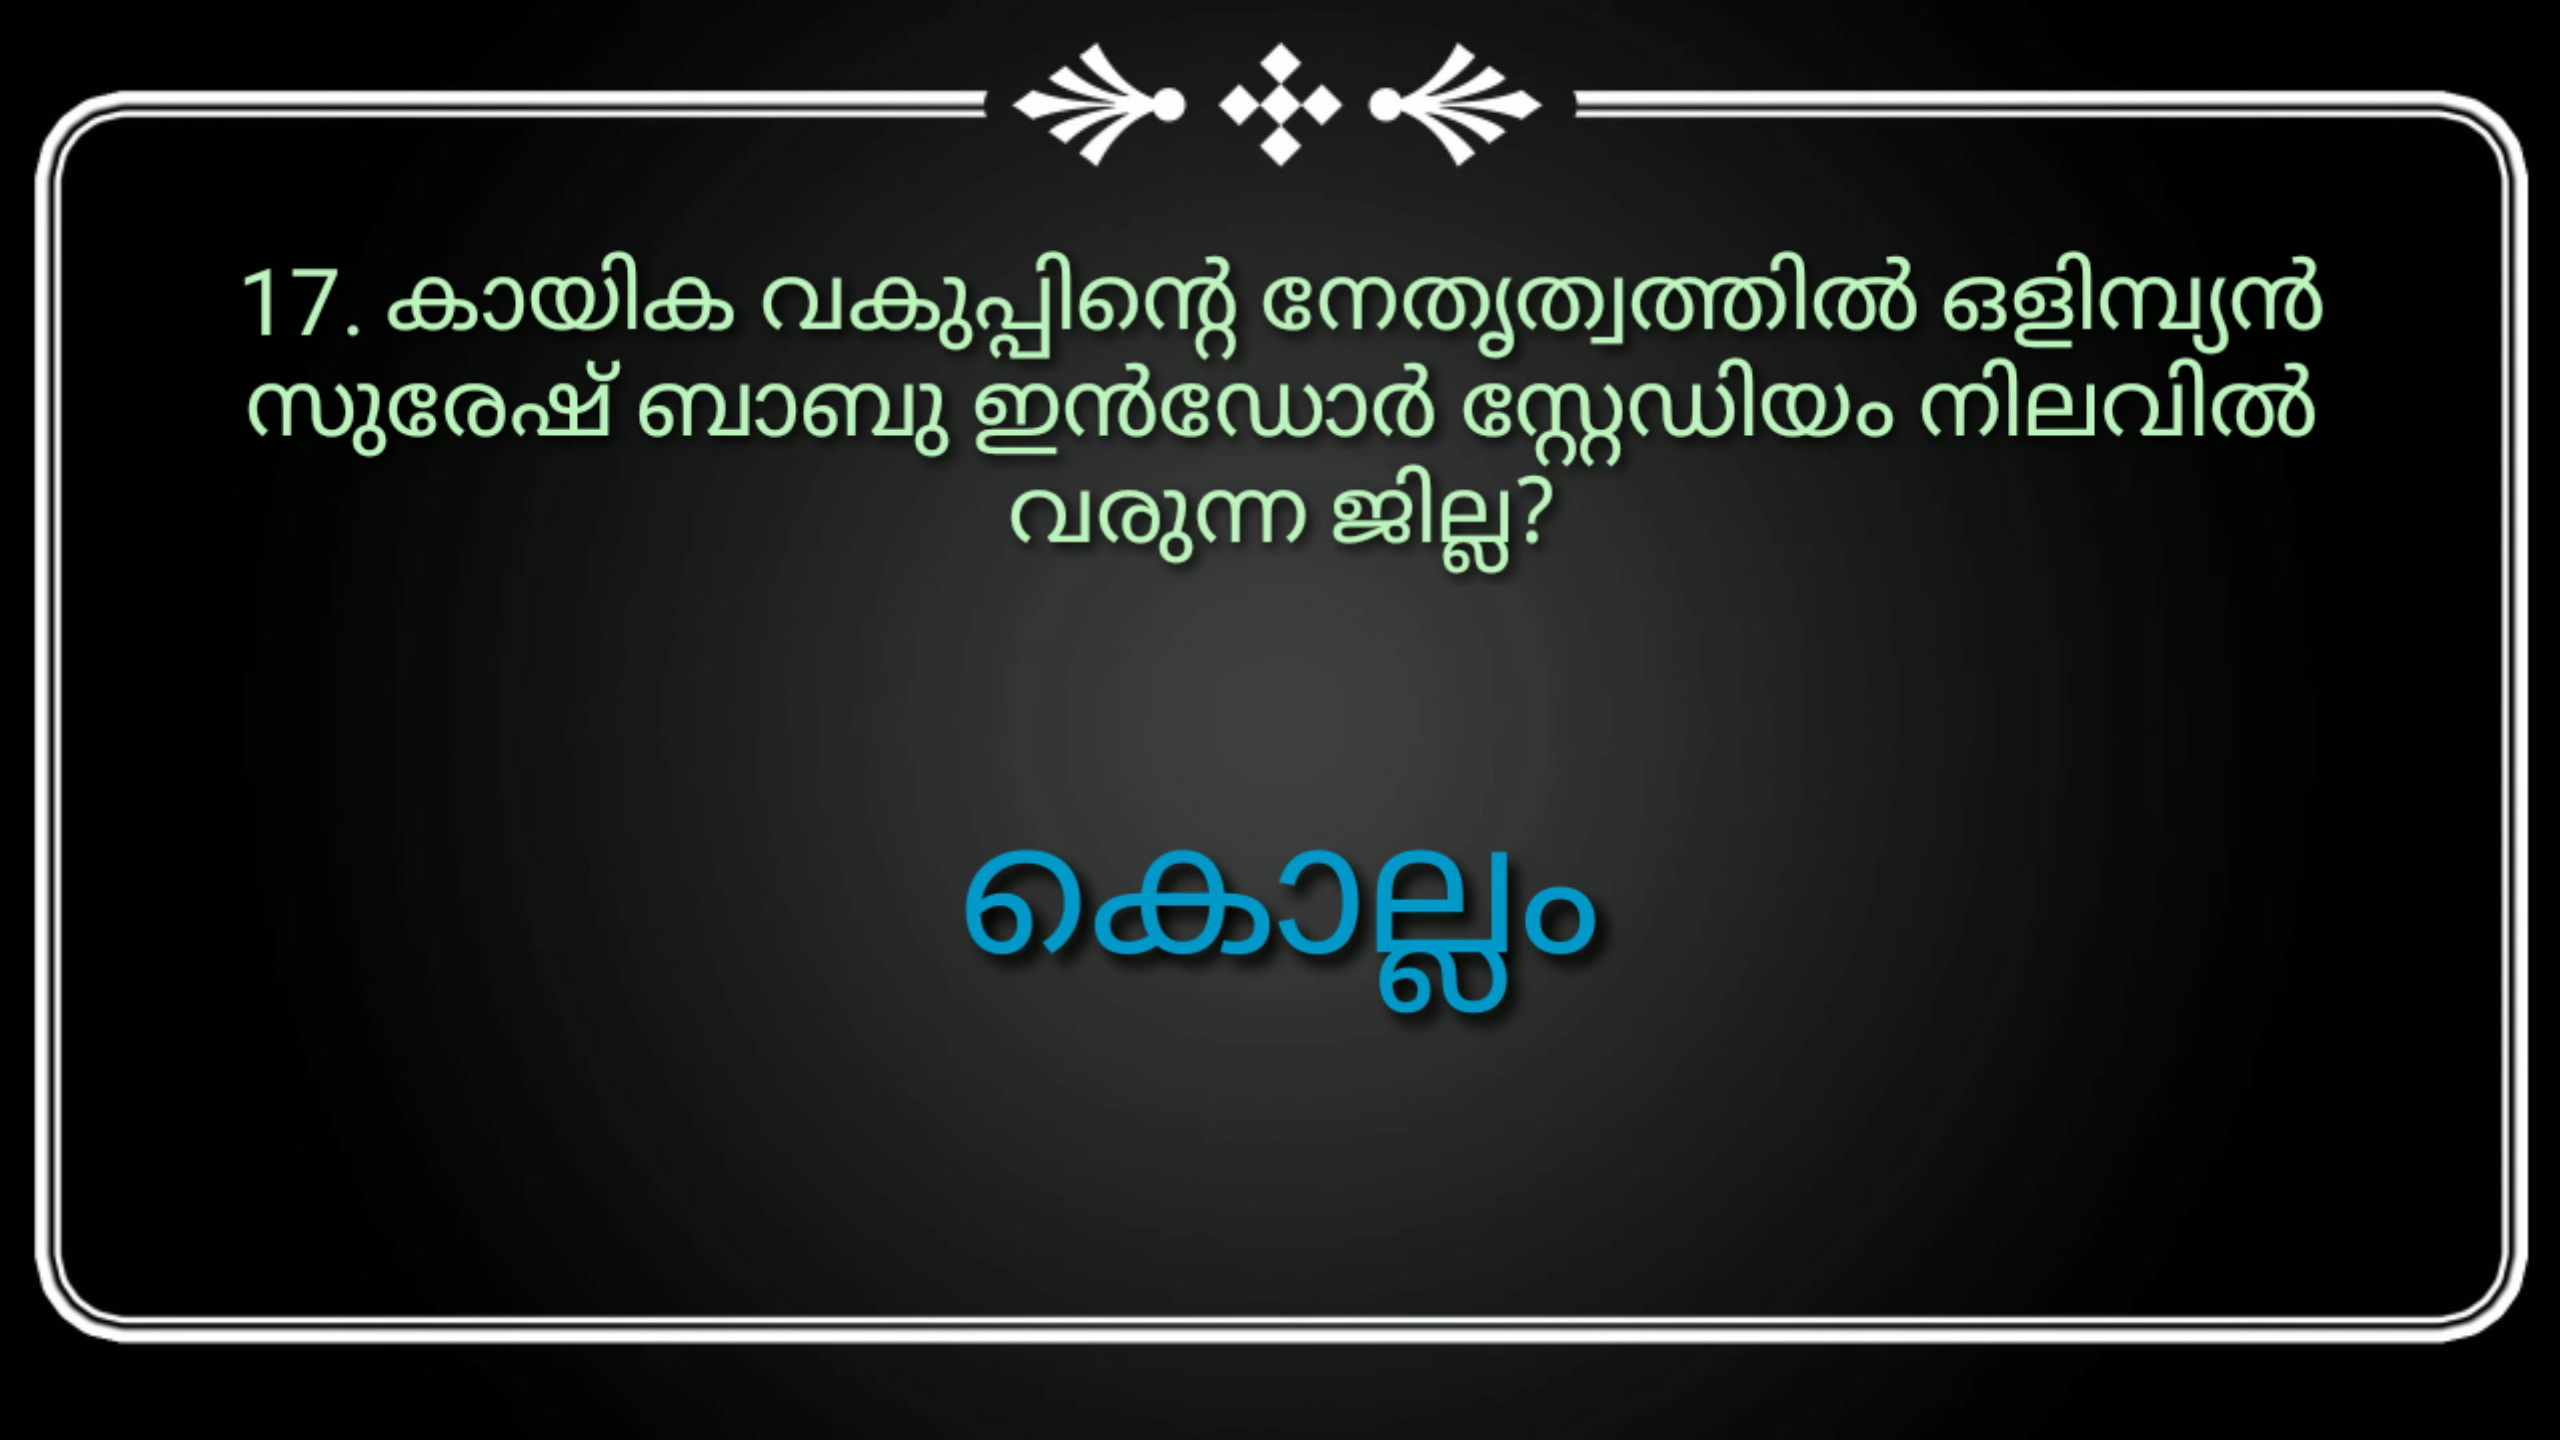 17. കായിക വകുപ്പിന്റെ നേതൃത്വത്തിൽ ഒളിമ്പ്യൻ
സുരേഷ് ബാബു ഇൻഡോർ സ്റ്റേഡിയം നിലവിൽ
വരുന്ന ജില്ല?
കൊല്ലം